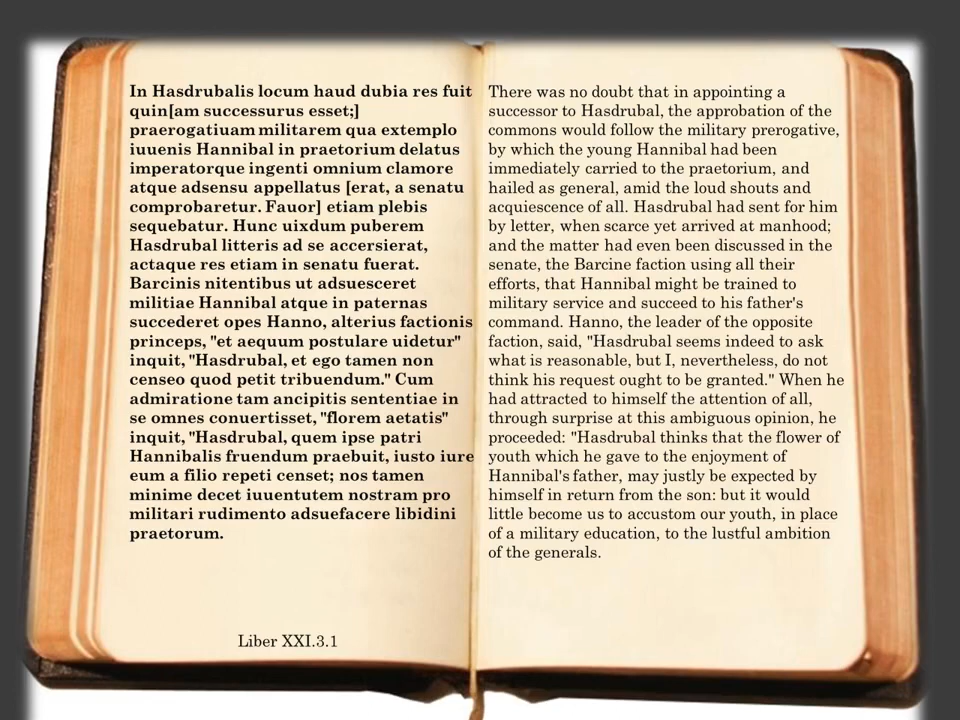 In Hasdrubalis locum haud dubia res fuit
quin[am successurus esset;]
praerogatiuam militarem qua extemplo
iuuenis Hannibal in praetorium delatus
imperatorque ingenti omnium clamore
atque adsensu appellatus [erat, a senatu
comprobaretur. Fauor] etiam plebis
sequebatur. Hunc uixdum puberem
Hasdrubal litteris ad se accersierat,
actaque res etiam in senatu fuerat.
Barcinis nitentibus ut adsuesceret
militiae Hannibal atque in paternas
succederet opes Hanno, alterius factionis
princeps, "et aequum postulare uidetur"
inquit, "Hasdrubal, et ego tamen non
censeo quod petit tribuendum." Cum
admiratione tam ancipitis sententiae in
se omnes conuertisset, "florem aetatis"
inquit, "Hasdrubal, quem ipse patri
Hannibalis fruendum praebuit, iusto iure
eum a filio repeti censet; nos tamen
minime decet iuuentutem nostram pro
militari rudimento adsuefacere libidini
praetorum.
Liber XXI.3.1
There was no doubt that in appointing a
successor to Hasdrubal, the approbation of the
commons would follow the military prerogative,
by which the young Hannibal had been
immediately carried to the praetorium, and
hailed as general, amid the loud shouts and
acquiescence of all. Hasdrubal had sent for him
by letter, when scarce yet arrived at manhood;
and the matter had even been discussed in the
senate, the Barcine faction using all their
efforts, that Hannibal might be trained to
military service and succeed to his father's
command. Hanno, the leader of the opposite
faction, said, "Hasdrubal seems indeed to ask
what is reasonable, but I, nevertheless, do not
think his request ought to be granted." When he
had attracted to himself the attention of all,
through surprise at this ambiguous opinion, he
proceeded: "Hasdrubal thinks that the flower of
youth which he gave to the enjoyment of
Hannibal's father, may justly be expected by
himself in return from the son: but it would
little become us to accustom our youth, in place
of a military education, to the lustful ambition
of the generals.